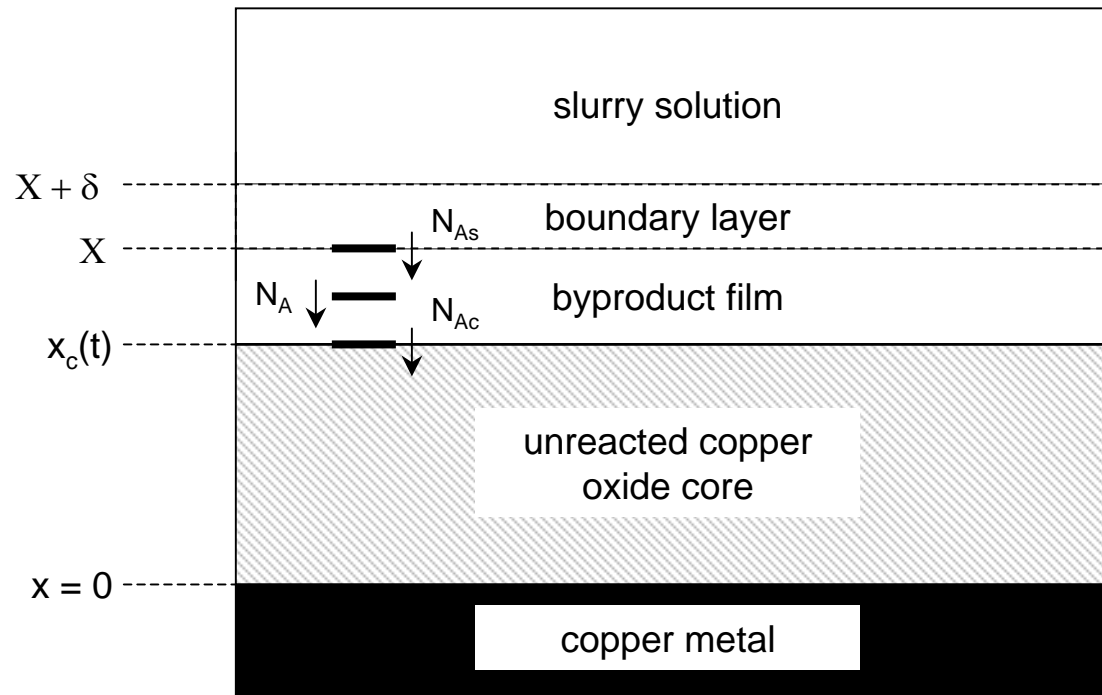 slurry solution
X + δ
boundary layer
N_As
X
byproduct film
N_A
N_Ac
x_c(t)
unreacted copper
oxide core
x = 0
copper metal